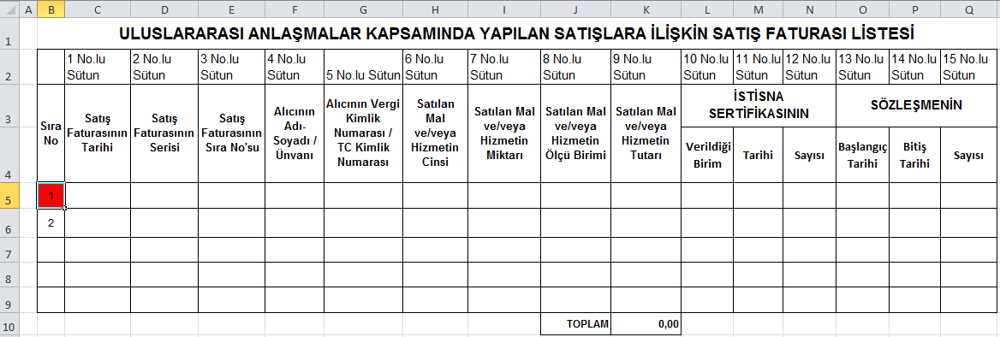 A B C D E F G H I J K L M N O P Q
1 ULUSLARARASI ANLAŞMALAR KAPSAMINDA YAPILAN SATIŞLARA İLİŞKİN SATIŞ FATURASI LİSTESİ
1 No.lu 2 No.lu 3 No.lu 4 No.lu 6 No.lu 7 No.lu 8 No.lu 9 No.lu 10 No.lu 11 No.lu 12 No.lu 13 No.lu 14 No.lu 15 No.lu
2 Sütun Sütun Sütun Sütun 5 No.lu Sütun Sütun Sütun Sütun Sütun Sütun Sütun Sütun Sütun Sütun Sütun
3
4
Sıra
No
Satış
Faturasının
Tarihi
Satış
Faturasının
Serisi
Satış
Faturasının
Sıra No'su
Alıcının
Adı-
Soyadı /
Ünvanı
Alıcının Vergi
Kimlik
Numarası /
TC Kimlik
Numarası
Satılan
Mal
ve/veya
Hizmetin
Cinsi
Satılan Mal
ve/veya
Hizmetin
Miktarı
Satılan Mal
ve/veya
Hizmetin
Ölçü Birimi
Satılan Mal
ve/veya
Hizmetin
Tutarı
İSTİSNA
SERTİFİKASININ
Verildiği
Birim
Tarihi
Sayısı
SÖZLEŞMENİN
Başlangıç
Tarihi
Bitiş
Tarihi
Sayısı
5 1
6 2
7
8
9
10 TOPLAM 0,00